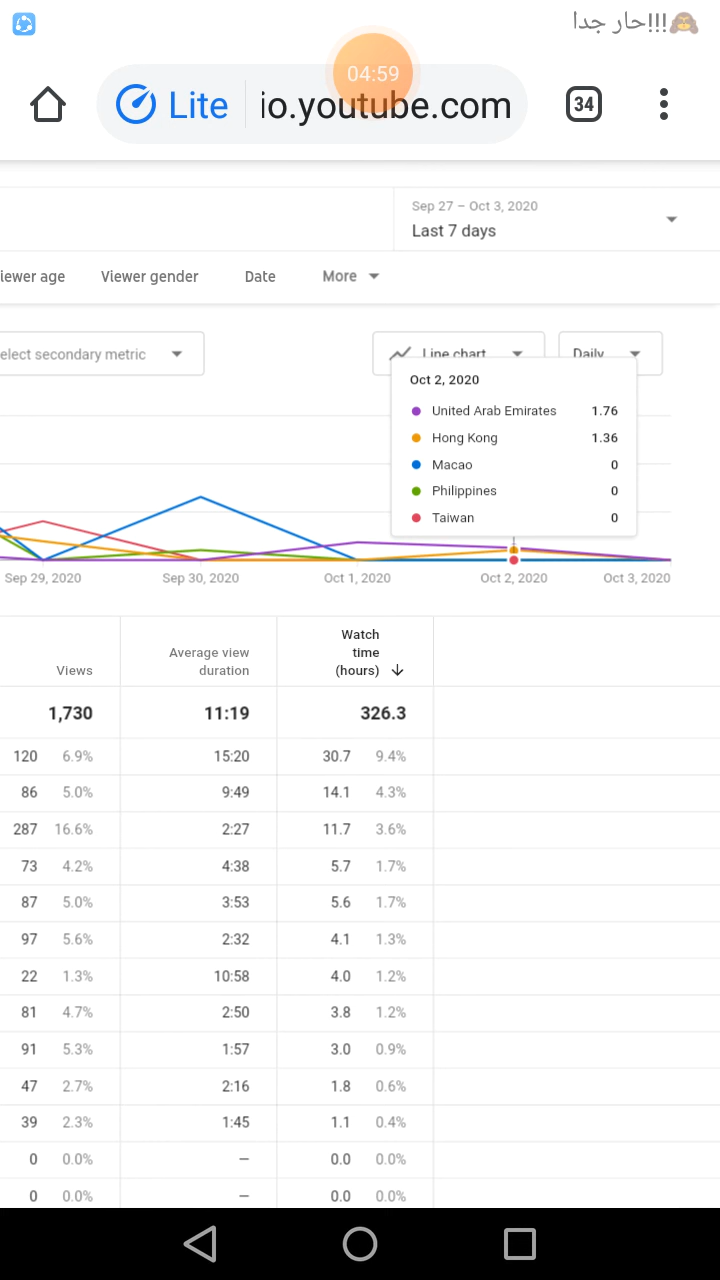 حار جدا!!!🙈
04:59
Lite io.youtube.com 34
Sep 27 – Oct 3, 2020
Last 7 days
iewer age Viewer gender Date More
elect secondary metric Line chart Daily
Oct 2, 2020
United Arab Emirates 1.76
Hong Kong 1.36
Macao 0
Philippines 0
Taiwan 0
Sep 29, 2020 Sep 30, 2020 Oct 1, 2020 Oct 2, 2020 Oct 3, 2020
Views Average view duration Watch time (hours)
1,730 11:19 326.3
120 6.9% 15:20 30.7 9.4%
86 5.0% 9:49 14.1 4.3%
287 16.6% 2:27 11.7 3.6%
73 4.2% 4:38 5.7 1.7%
87 5.0% 3:53 5.6 1.7%
97 5.6% 2:32 4.1 1.3%
22 1.3% 10:58 4.0 1.2%
81 4.7% 2:50 3.8 1.2%
91 5.3% 1:57 3.0 0.9%
47 2.7% 2:16 1.8 0.6%
39 2.3% 1:45 1.1 0.4%
0 0.0% – 0.0 0.0%
0 0.0% – 0.0 0.0%